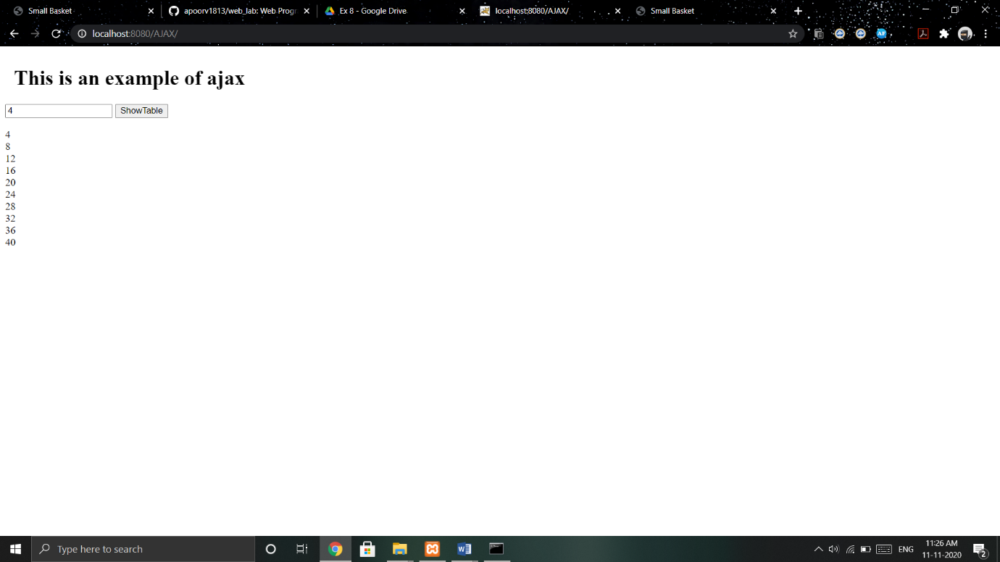 Small Basket
apoorv1813/web_lab: Web Progr
Ex 8 - Google Drive
localhost:8080/AJAX/
Small Basket
localhost:8080/AJAX/
This is an example of ajax
4
ShowTable
4
8
12
16
20
24
28
32
36
40
Type here to search
ENG
11:26 AM
11-11-2020
2